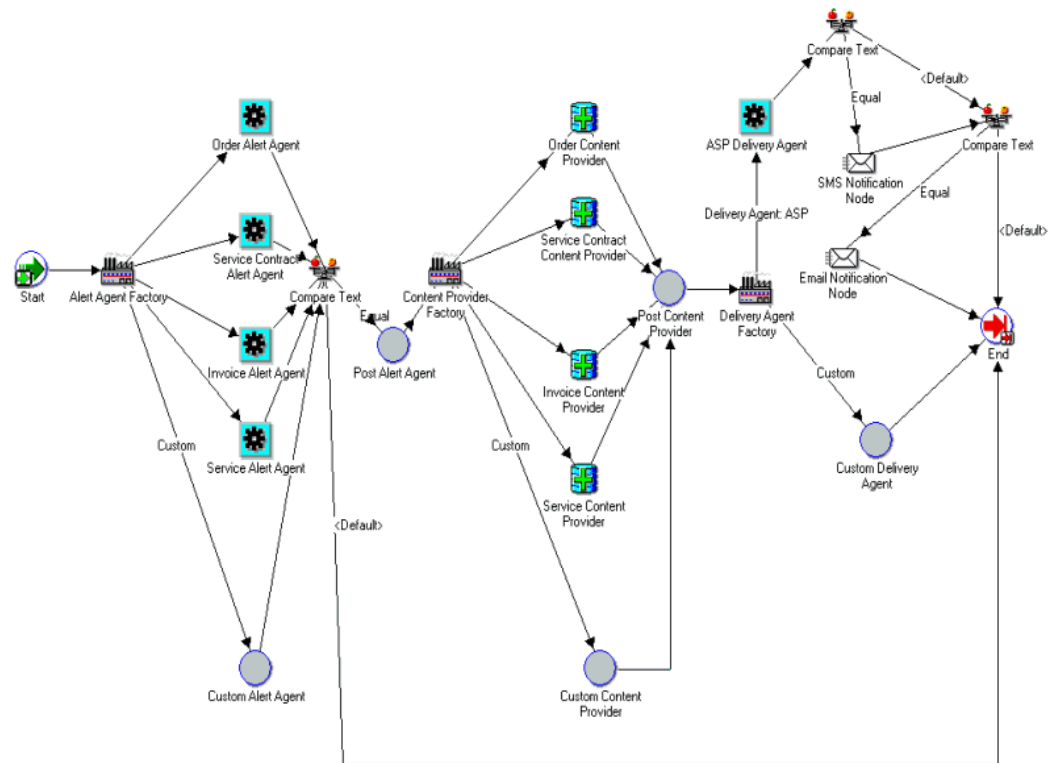 Compare Text
<Default>
Equal
Order Alert Agent
Order Content
Provider
ASP Delivery Agent
Compare Text
SMS Notification
Node
Equal
Delivery Agent: ASP
Service Contract
Alert Agent
Service Contract
Content Provider
<Default>
Start
Alert Agent Factory
Compare Text
Content Provider
Factory
Email Notification
Node
Equal
Post Content
Provider
Delivery Agent
Factory
End
Post Alert Agent
Invoice Alert Agent
Invoice Content
Provider
Custom
Custom
Custom
Service Alert Agent
Custom Delivery
Agent
Service Content
Provider
<Default>
Custom Alert Agent
Custom Content
Provider